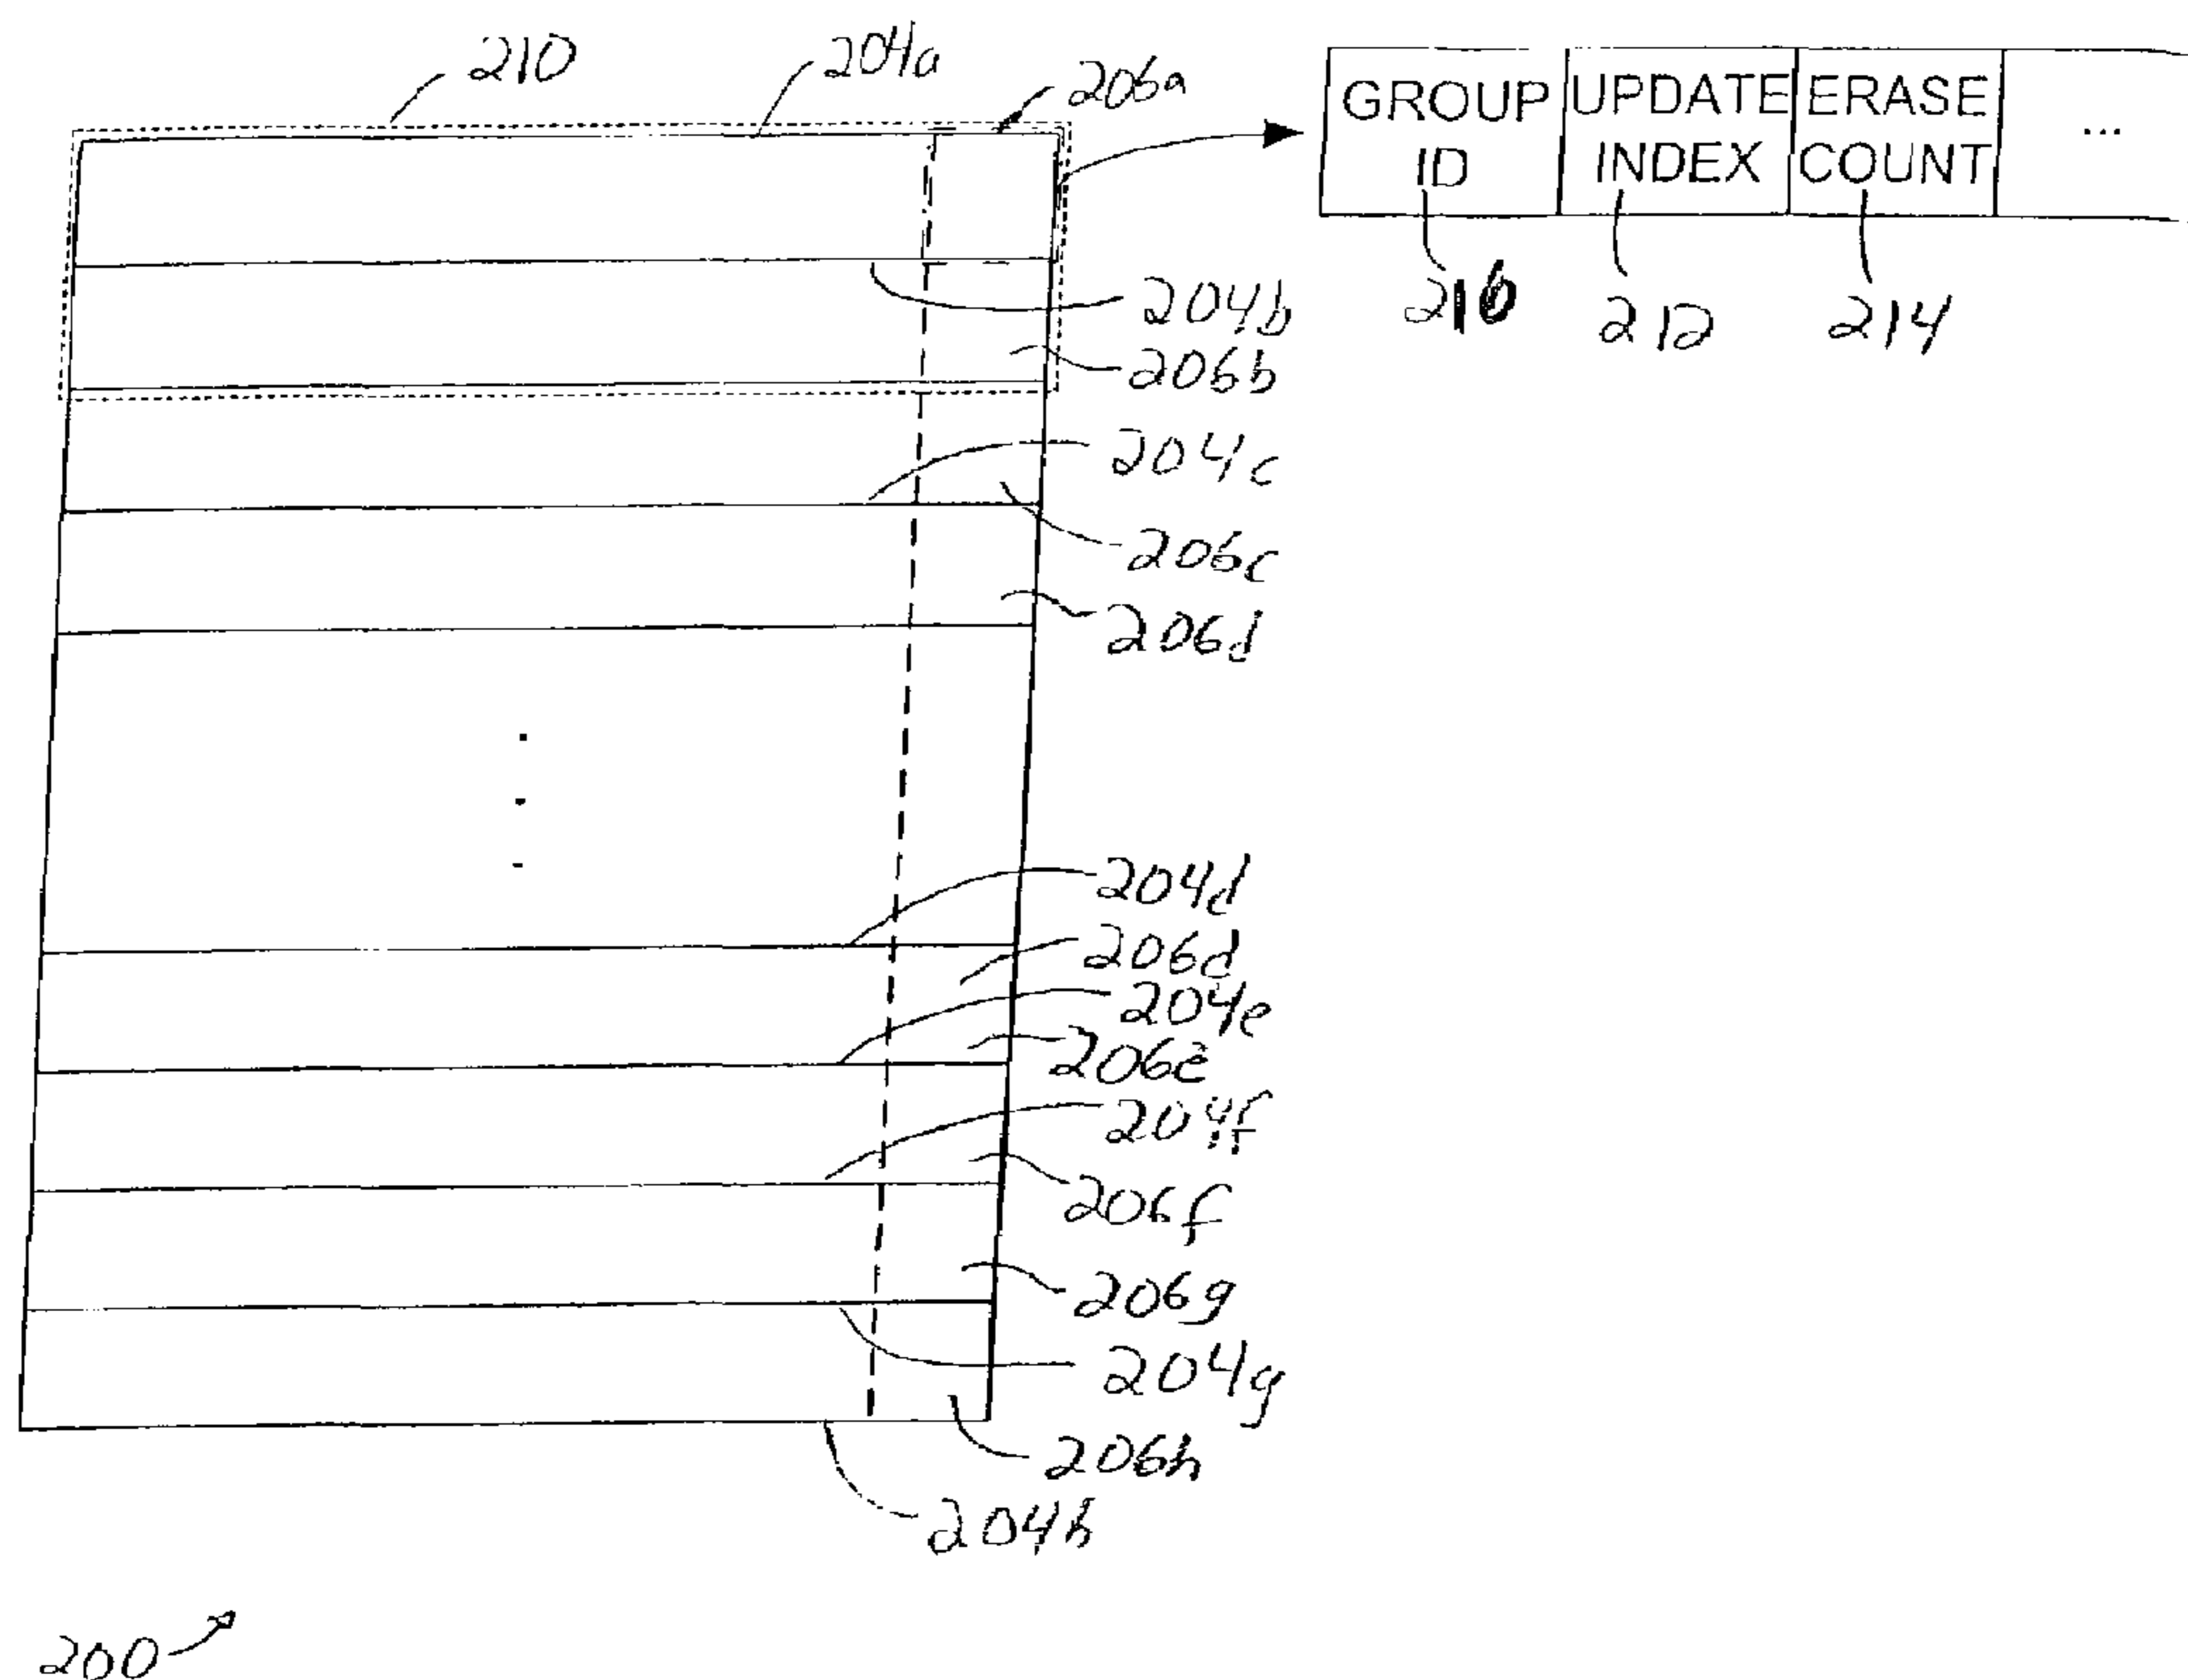 210
204a
206a
GROUP ID
UPDATE INDEX
ERASE COUNT
...
216
212
214
204b
206b
204c
206c
206d
204d
206d
204e
206e
204f
206f
206g
204g
206h
204h
200